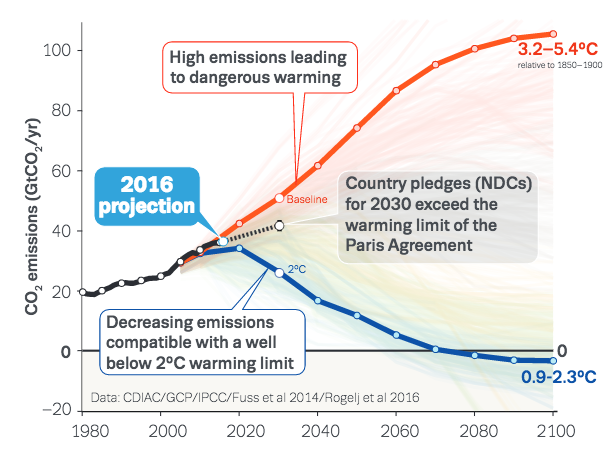 CO₂ emissions (GtCO₂/yr)
100
80
60
40
20
0
−20
1980
2000
2020
2040
2060
2080
2100
High emissions leading
to dangerous warming
3.2–5.4ºC
relative to 1850–1900
2016
projection
Baseline
Country pledges (NDCs)
for 2030 exceed the
warming limit of the
Paris Agreement
2ºC
Decreasing emissions
compatible with a well
below 2ºC warming limit
0
0.9-2.3ºC
Data: CDIAC/GCP/IPCC/Fuss et al 2014/Rogelj et al 2016